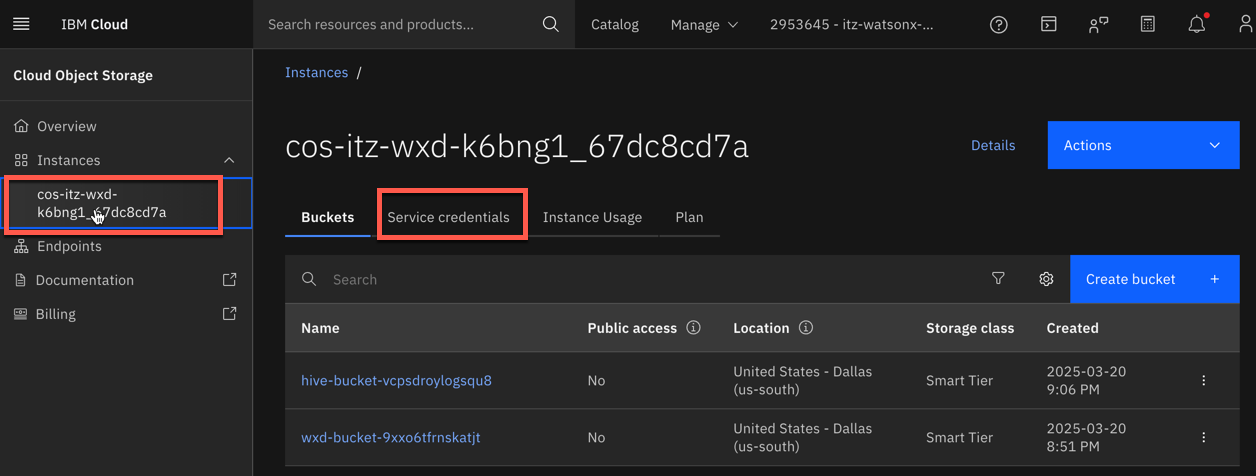 IBM Cloud
Search resources and products...
Catalog
Manage
2953645 - itz-watsonx-...
Cloud Object Storage
Overview
Instances
cos-itz-wxd-
k6bng1_67dc8cd7a
Endpoints
Documentation
Billing
Instances /
cos-itz-wxd-k6bng1_67dc8cd7a
Details
Actions
Buckets
Service credentials
Instance Usage
Plan
Search
Create bucket +
Name
Public access
Location
Storage class
Created
hive-bucket-vcpsdroylogsqu8
No
United States - Dallas
(us-south)
Smart Tier
2025-03-20
9:06 PM
wxd-bucket-9xxo6tfrnskatjt
No
United States - Dallas
(us-south)
Smart Tier
2025-03-20
8:51 PM